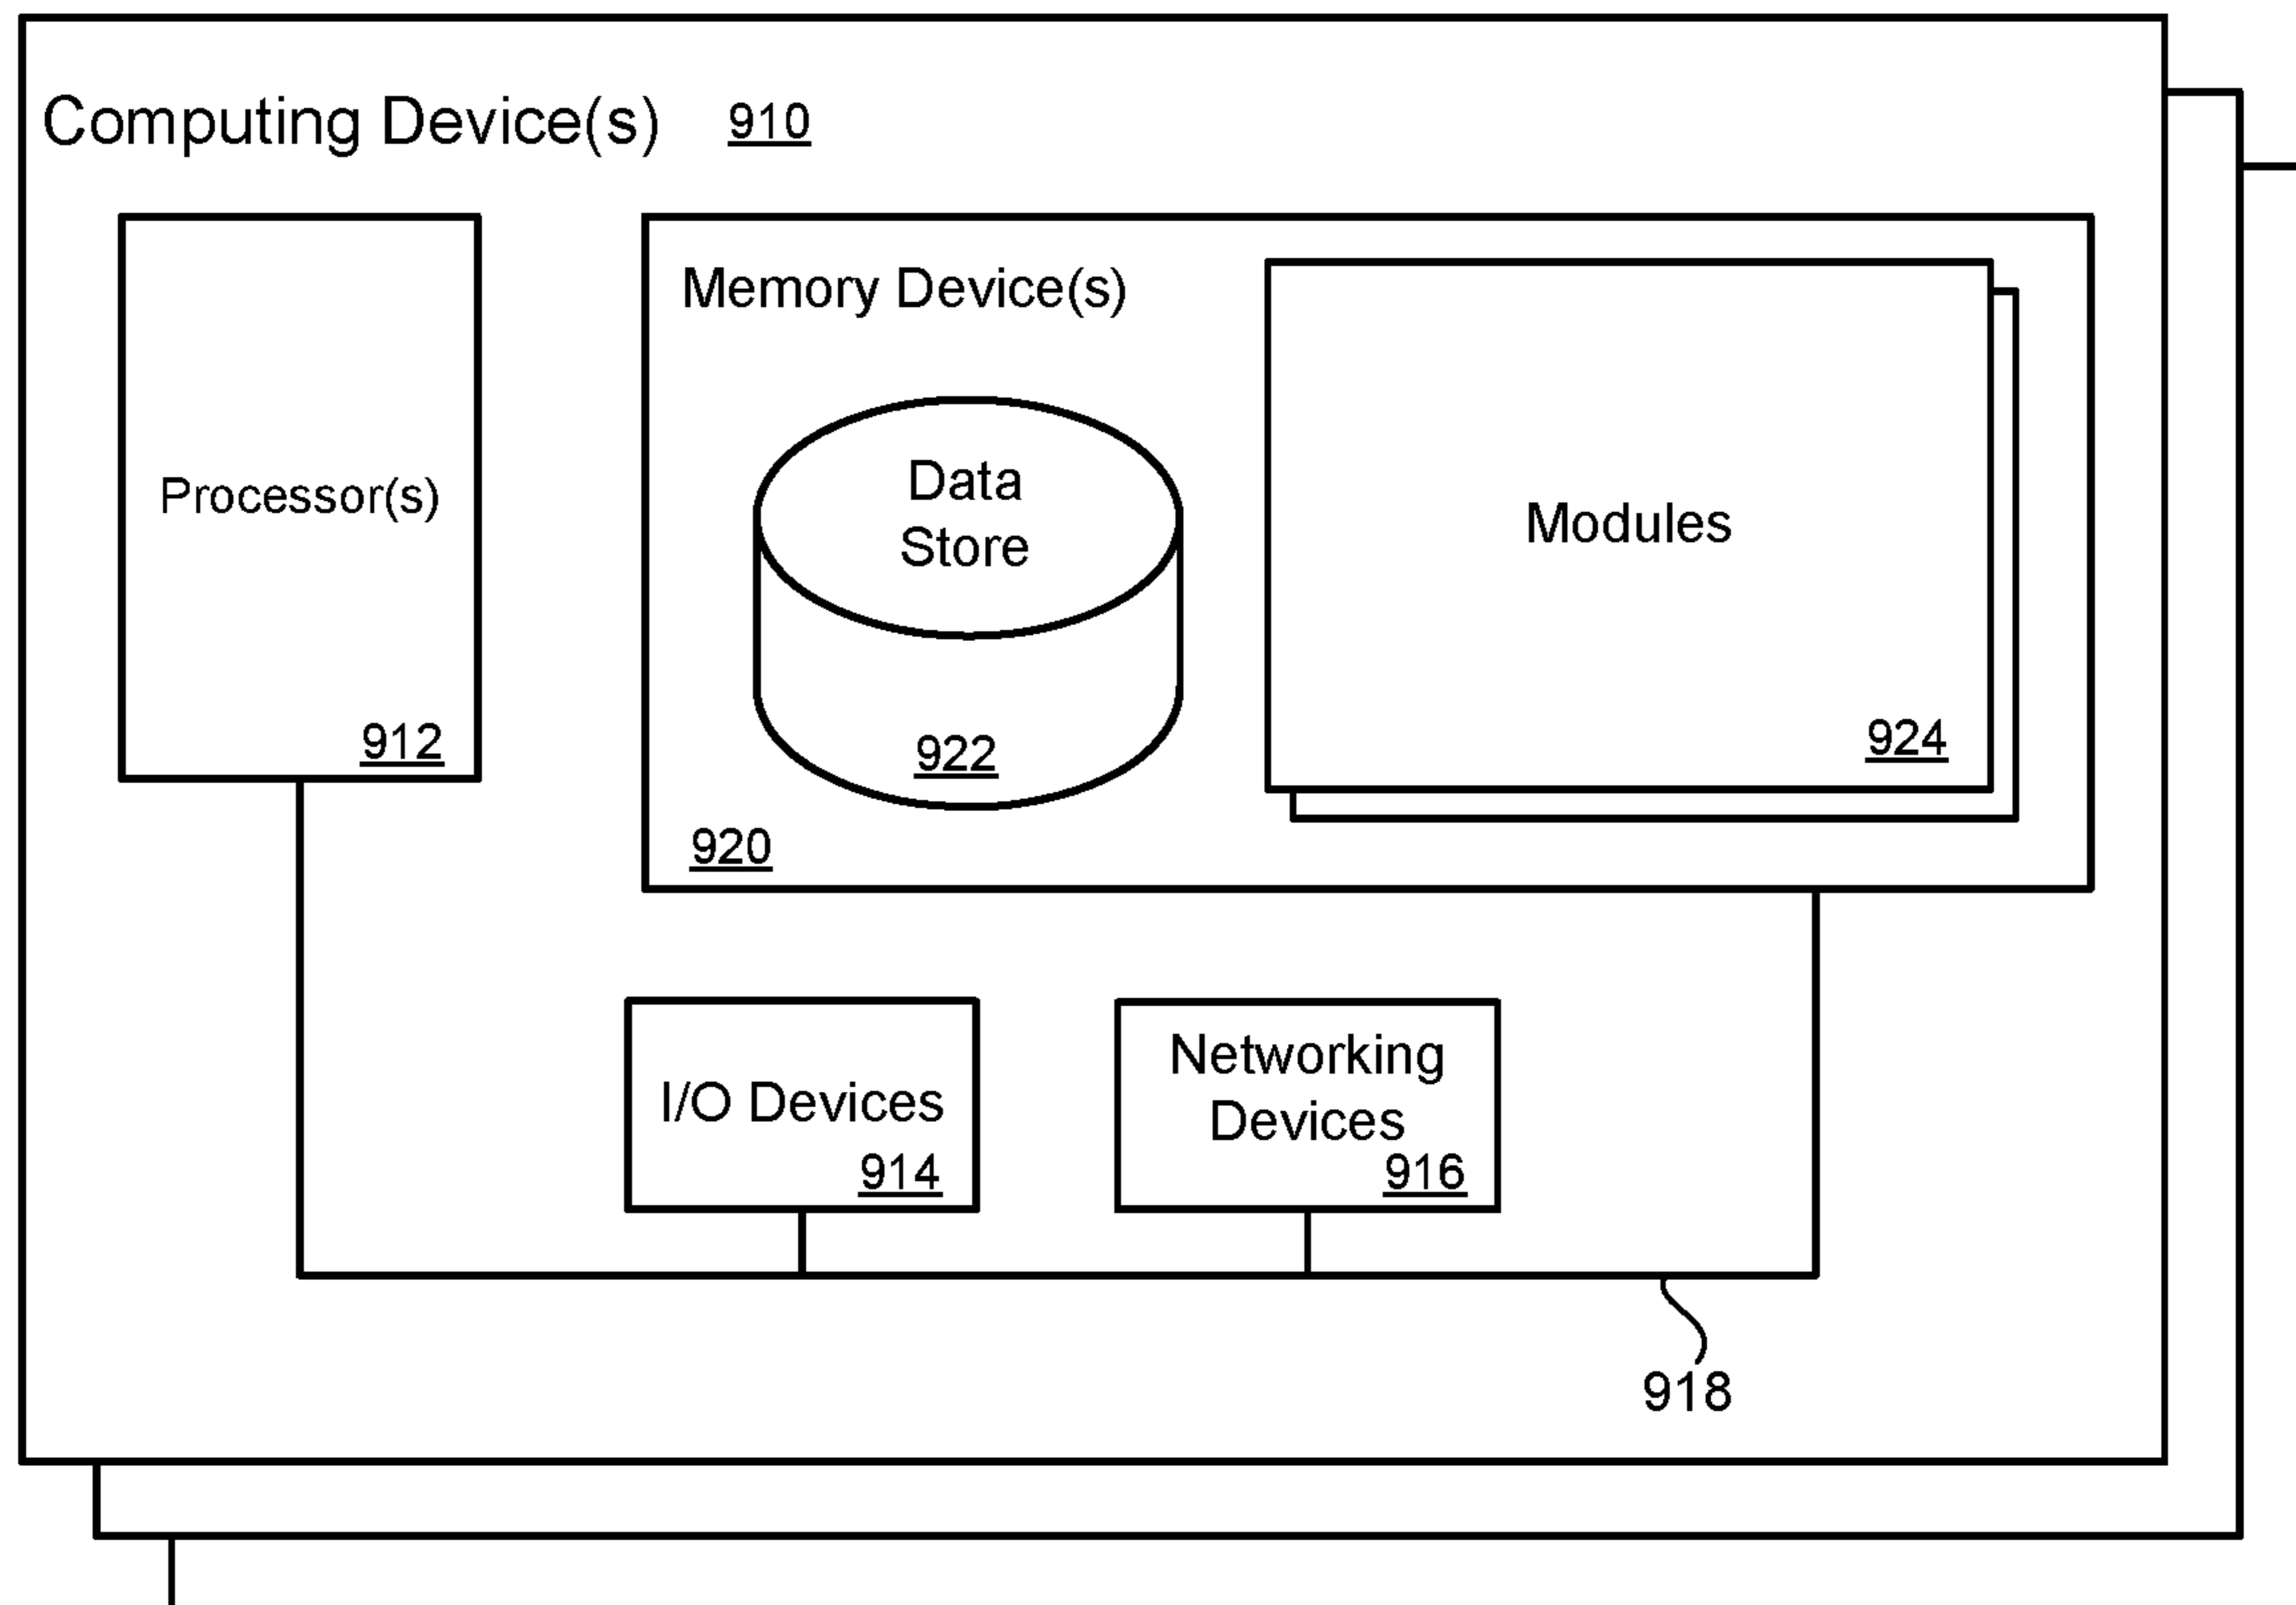 Computing Device(s) 910
Processor(s)
912
Memory Device(s)
Data
Store
922
920
Modules
924
I/O Devices
914
Networking
Devices
916
918